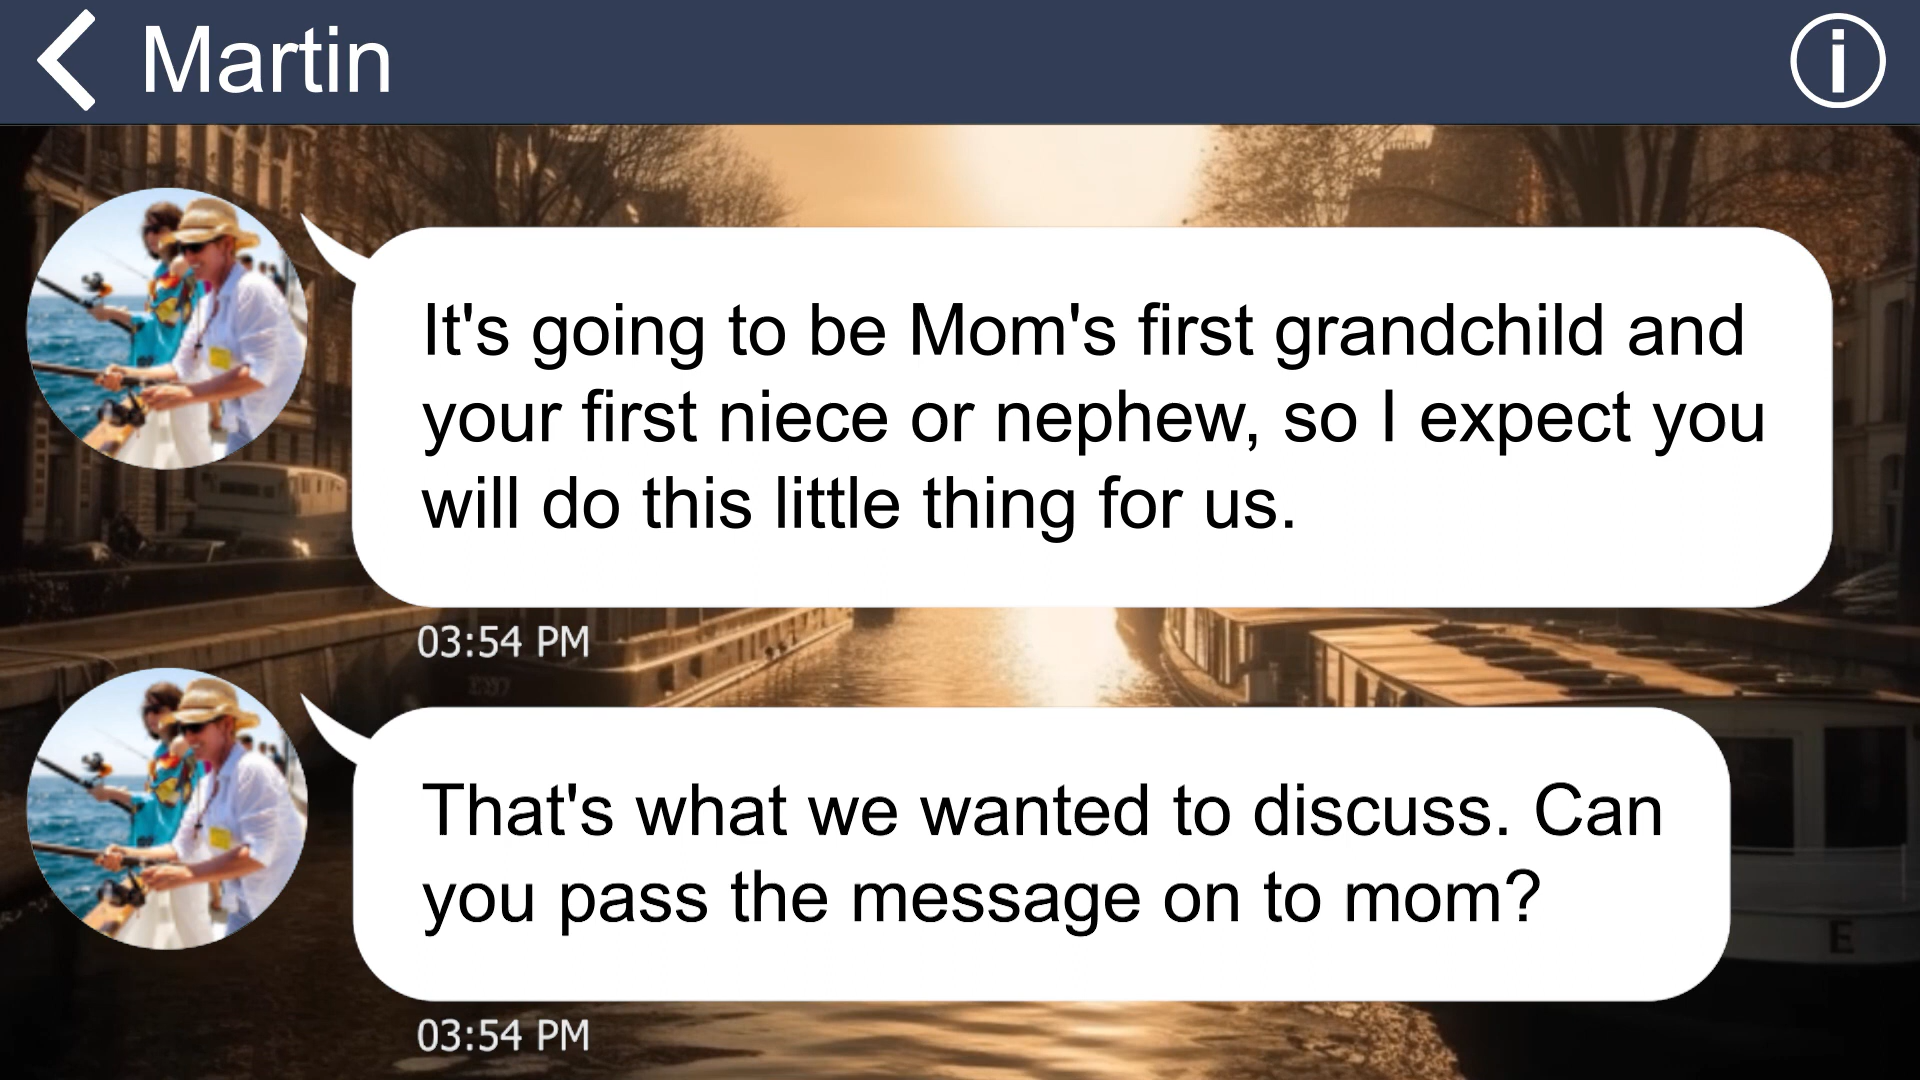 Martin
It's going to be Mom's first grandchild and
your first niece or nephew, so I expect you
will do this little thing for us.
03:54 PM
That's what we wanted to discuss. Can
you pass the message on to mom?
E
03:54 PM